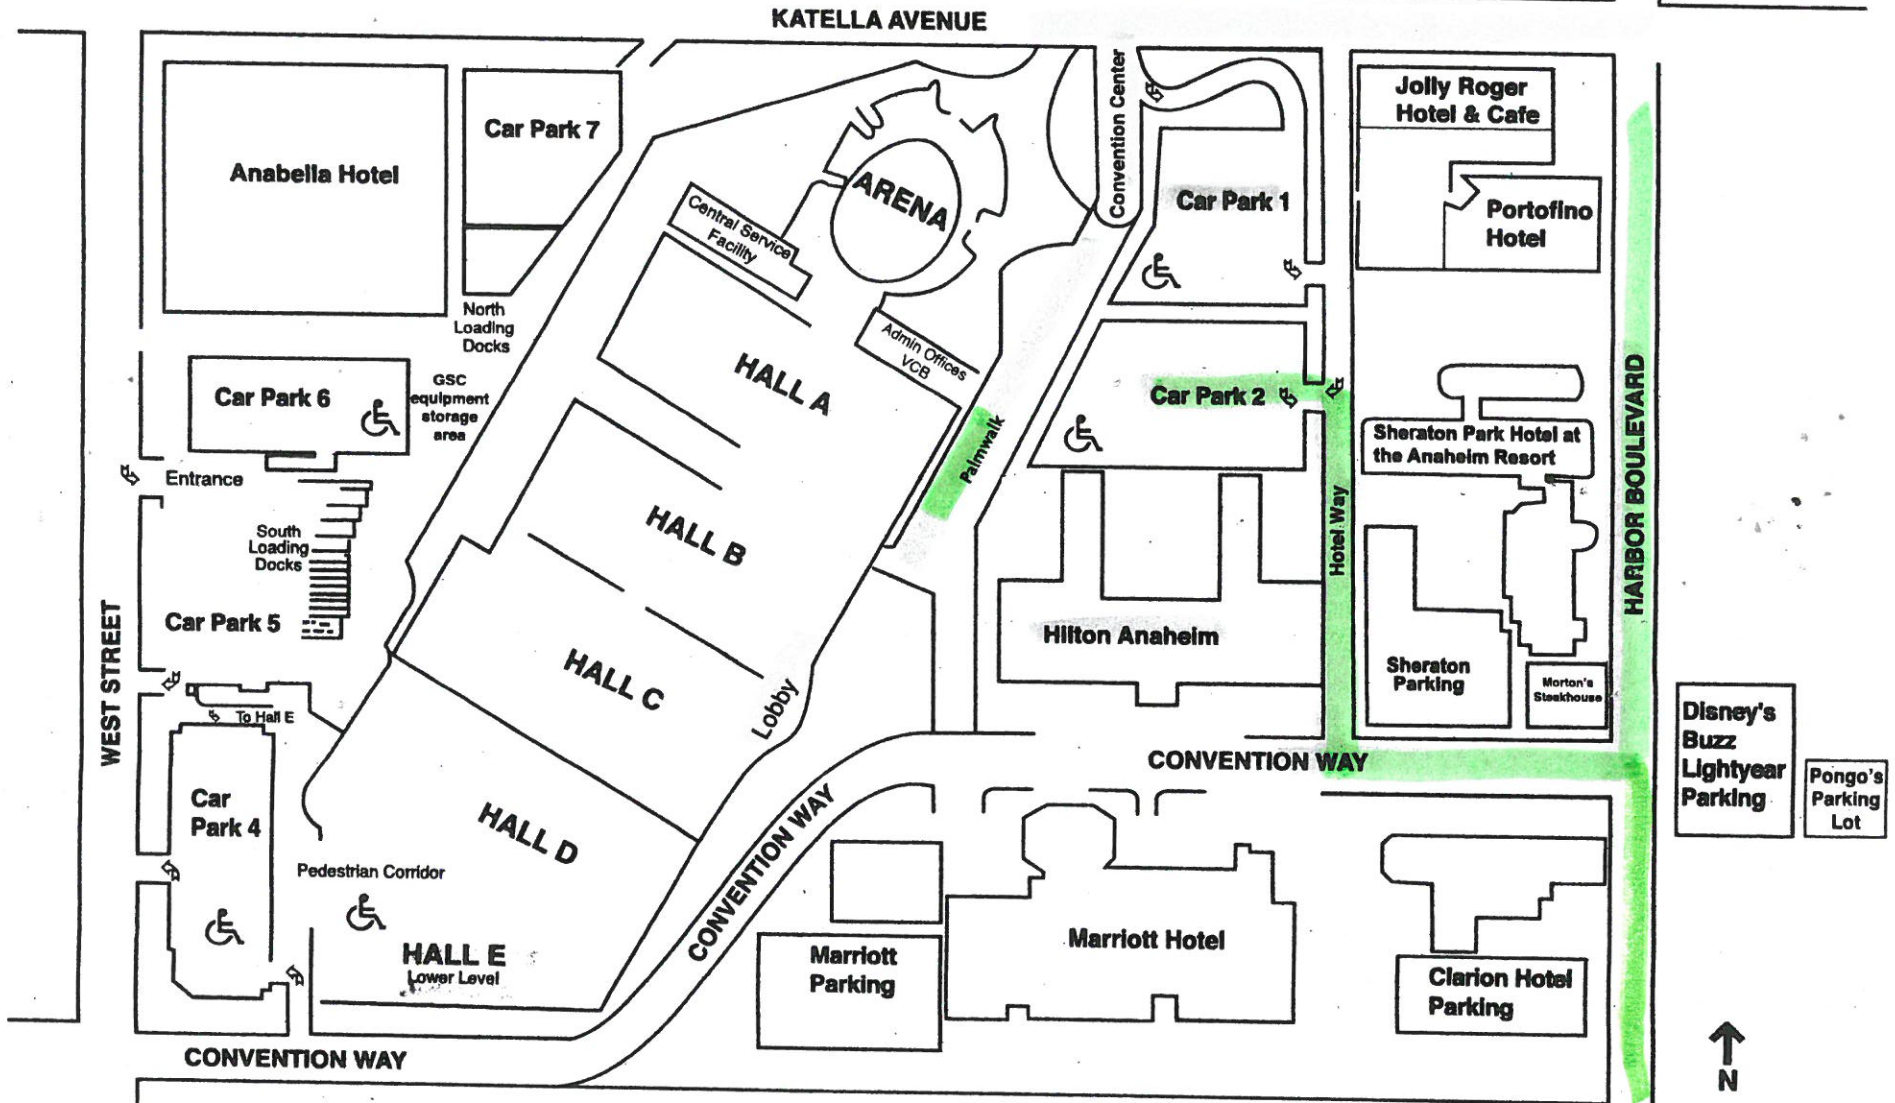 KATELLA AVENUE
Anabella Hotel
Car Park 7
ARENA
Convention Center
Jolly Roger
Hotel & Cafe
Car Park 1
Portofino
Hotel
Central Service
Facility
North
Loading
Docks
Admin Offices
VCB
HALL A
Car Park 6
GSC
equipment
storage
area
Car Park 2
Palmwalk
Sheraton Park Hotel at
the Anaheim Resort
HARBOR BOULEVARD
Entrance
South
Loading
Docks
HALL B
Hotel Way
Car Park 5
WEST STREET
HALL C
Lobby
Hilton Anaheim
Sheraton
Parking
Morton's
Steakhouse
To Hall E
Disney's
Buzz
Lightyear
Parking
Pongo's
Parking
Lot
CONVENTION WAY
Car
Park 4
HALL D
CONVENTION WAY
Pedestrian Corridor
HALL E
Lower Level
Marriott
Parking
Marriott Hotel
Clarion Hotel
Parking
CONVENTION WAY
N